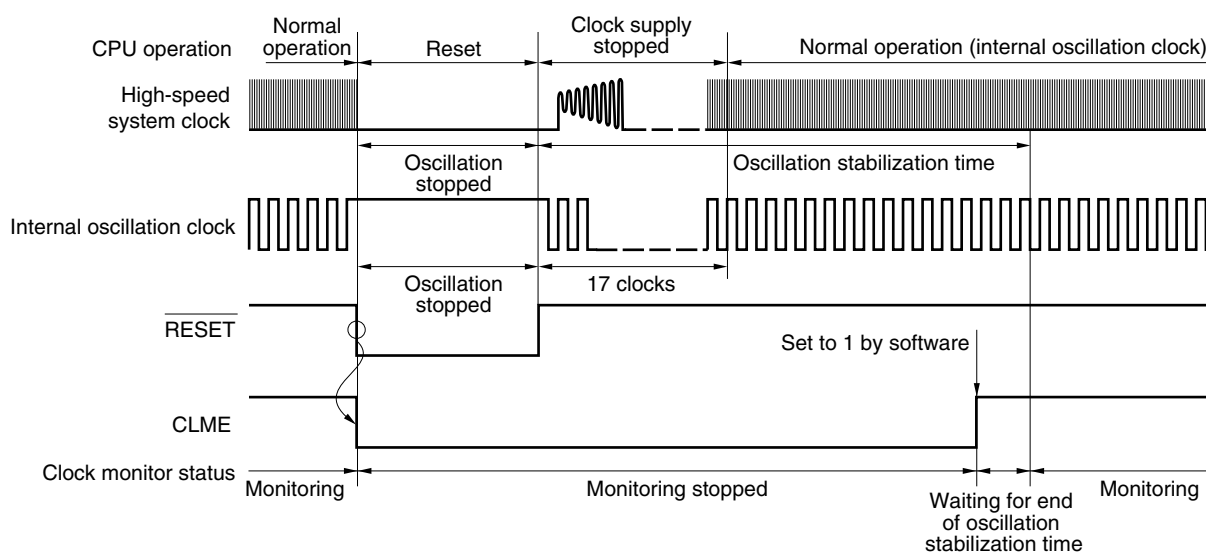 CPU operation
Normal
operation
Reset
Clock supply
stopped
Normal operation (internal oscillation clock)
High-speed
system clock
Oscillation
stopped
Oscillation stabilization time
Internal oscillation clock
Oscillation
stopped
17 clocks
RESET
Set to 1 by software
CLME
Clock monitor status
Monitoring
Monitoring stopped
Waiting for end
of oscillation
stabilization time
Monitoring